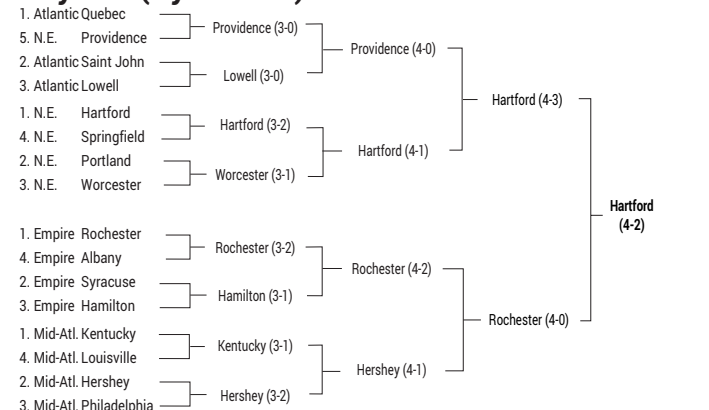 1. Atlantic Quebec
5. N.E. Providence
2. Atlantic Saint John
3. Atlantic Lowell
1. N.E. Hartford
4. N.E. Springfield
2. N.E. Portland
3. N.E. Worcester
1. Empire Rochester
4. Empire Albany
2. Empire Syracuse
3. Empire Hamilton
1. Mid-Atl. Kentucky
4. Mid-Atl. Louisville
2. Mid-Atl. Hershey
3. Mid-Atl. Philadelphia
Providence (3-0)
Lowell (3-0)
Hartford (3-2)
Worcester (3-1)
Rochester (3-2)
Hamilton (3-1)
Kentucky (3-1)
Hershey (3-2)
Providence (4-0)
Hartford (4-1)
Rochester (4-2)
Hershey (4-1)
Hartford (4-3)
Rochester (4-0)
Hartford
(4-2)